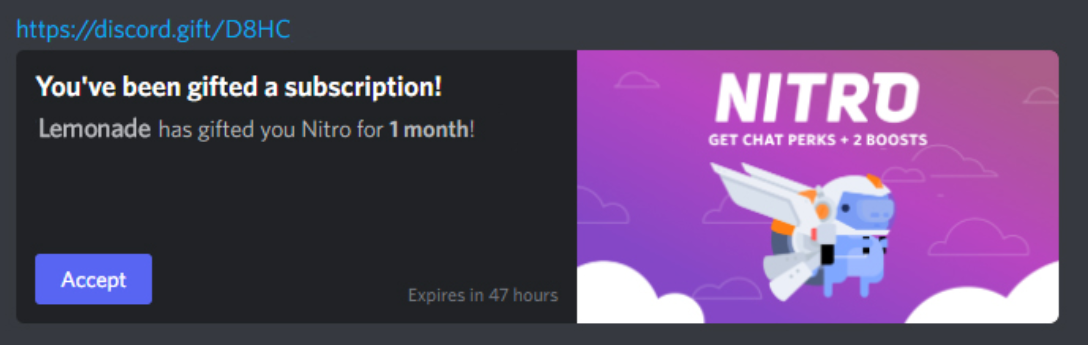 https://discord.gift/D8HC
You've been gifted a subscription!
Lemonade has gifted you Nitro for 1 month!
Accept
Expires in 47 hours
NITRO
GET CHAT PERKS + 2 BOOSTS